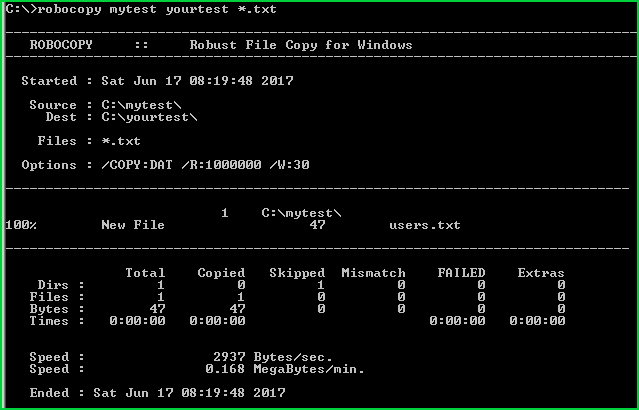 C:\>robocopy mytest yourtest *.txt
-------------------------------------------------------------------------------
ROBOCOPY     ::     Robust File Copy for Windows
-------------------------------------------------------------------------------
Started : Sat Jun 17 08:19:48 2017
Source : C:\mytest\
Dest : C:\yourtest\
Files : *.txt
Options : /COPY:DAT /R:1000000 /W:30
-------------------------------------------------------------------------------
1    C:\mytest\
100%        New File                  47        users.txt
-------------------------------------------------------------------------------
Total    Copied   Skipped  Mismatch    FAILED    Extras
Dirs :         1         0         1         0         0         0
Files :         1         1         0         0         0         0
Bytes :        47        47         0         0         0         0
Times :   0:00:00   0:00:00                       0:00:00   0:00:00
Speed :                2937 Bytes/sec.
Speed :               0.168 MegaBytes/min.
Ended : Sat Jun 17 08:19:48 2017